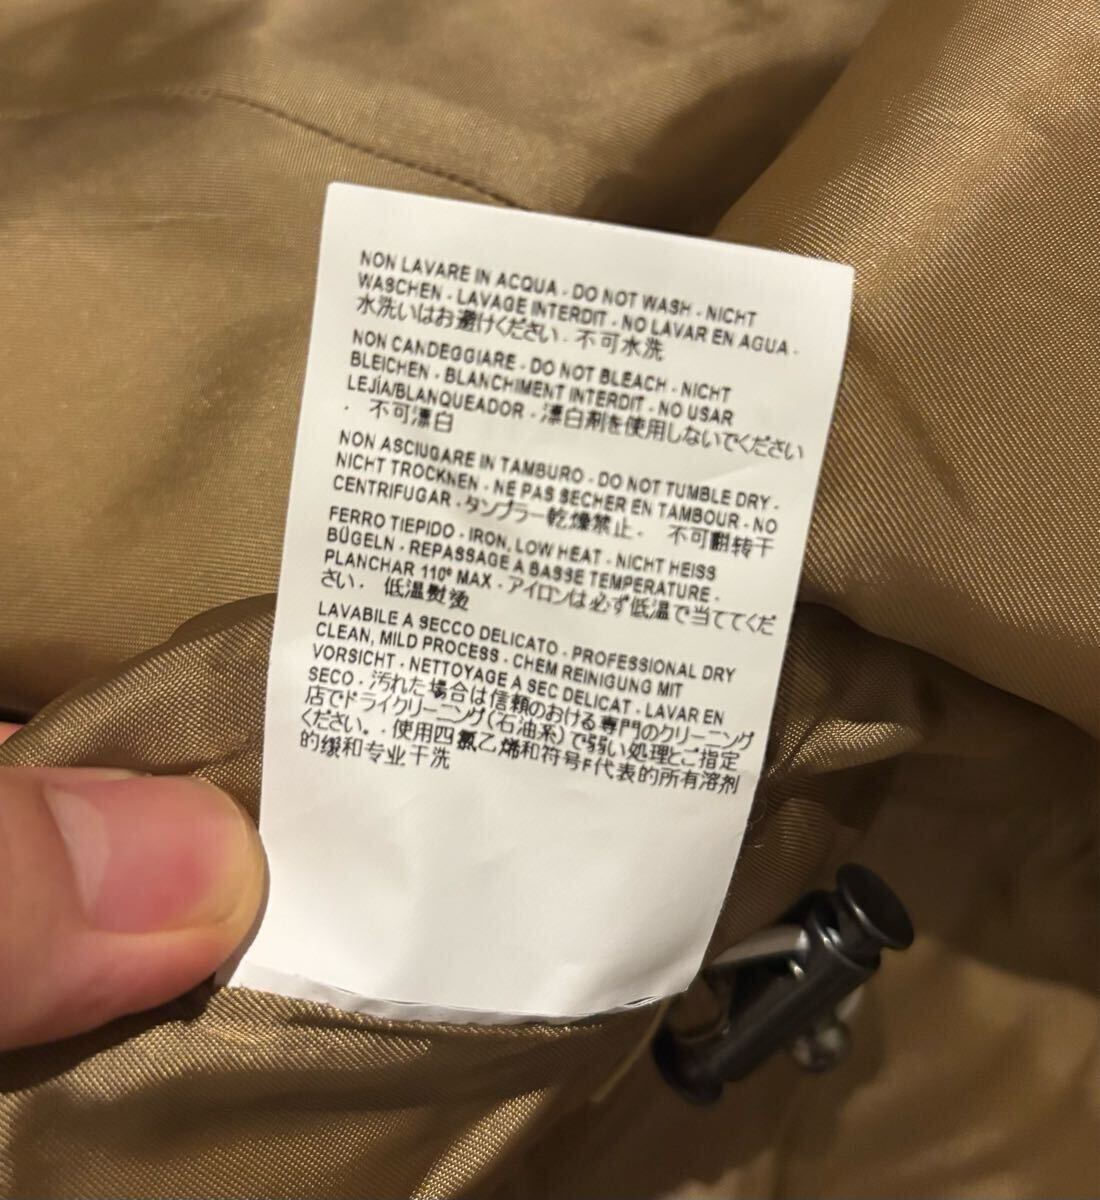 NON LAVARE IN ACQUA - DO NOT WASH - NICHT
WASCHEN - LAVAGE INTERDIT - NO LAVAR EN AGUA -
水洗いはお避けください - 不可水洗
NON CANDEGGIARE - DO NOT BLEACH - NICHT
BLEICHEN - BLANCHIMENT INTERDIT - NO USAR
LEJÍA/BLANQUEADOR - 漂白剤を使用しないでください
- 不可漂白
NON ASCIUGARE IN TAMBURO - DO NOT TUMBLE DRY -
NICHT TROCKNEN - NE PAS SECHER EN TAMBOUR - NO
CENTRIFUGAR - タンブラー乾燥禁止 - 不可翻转干
FERRO TIEPIDO - IRON, LOW HEAT - NICHT HEISS
BÜGELN - REPASSAGE A BASSE TEMPERATURE -
PLANCHAR 110° MAX - アイロンは必ず低温で当ててくだ
さい - 低温熨烫
LAVABILE A SECCO DELICATO - PROFESSIONAL DRY
CLEAN, MILD PROCESS - CHEM REINIGUNG MIT
VORSICHT - NETTOYAGE A SEC DELICAT - LAVAR EN
SECO - 汚れた場合は信頼のおける専門のクリーニング
店でドライクリーニング(石油系)で弱い処理とご指定
ください。- 使用四氯乙烯和符号F代表的所有溶剂
的缓和专业干洗